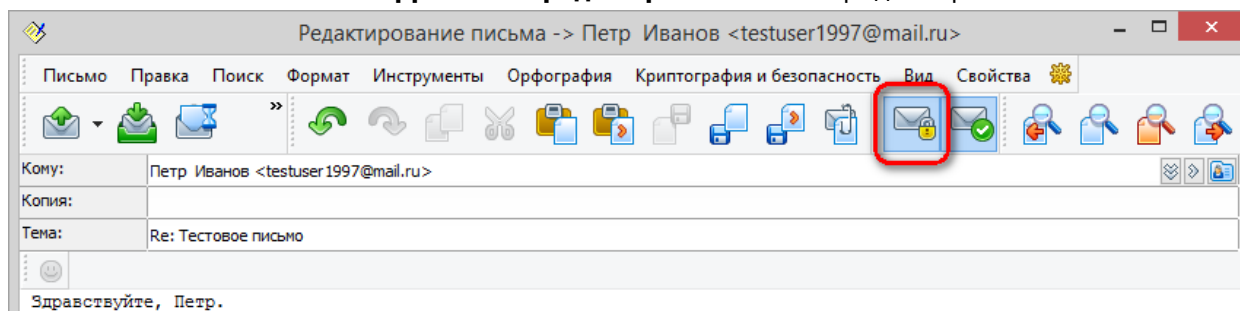 Редактирование письма -> Петр Иванов <testuser1997@mail.ru>
Письмо Правка Поиск Формат Инструменты Орфография Криптография и безопасность Вид Свойства
Кому: Петр Иванов <testuser1997@mail.ru>
Копия:
Тема: Re: Тестовое письмо
Здравствуйте, Петр.